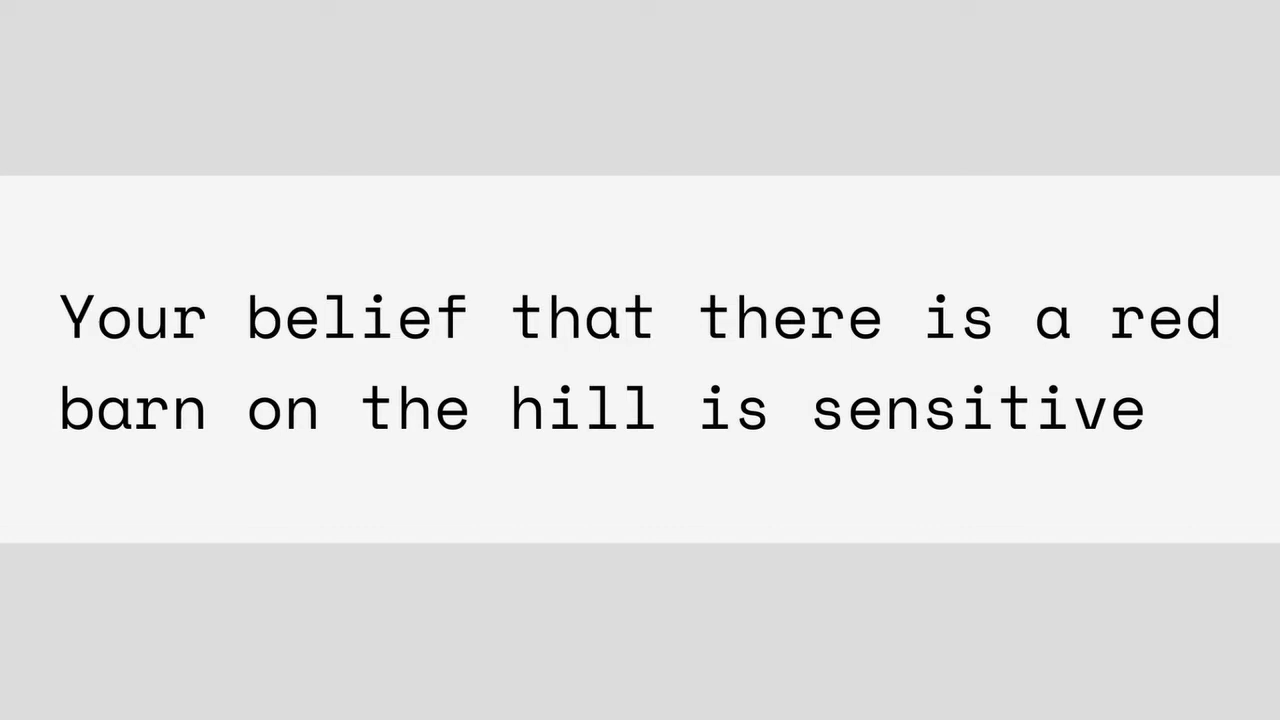 Your belief that there is a red
barn on the hill is sensitive